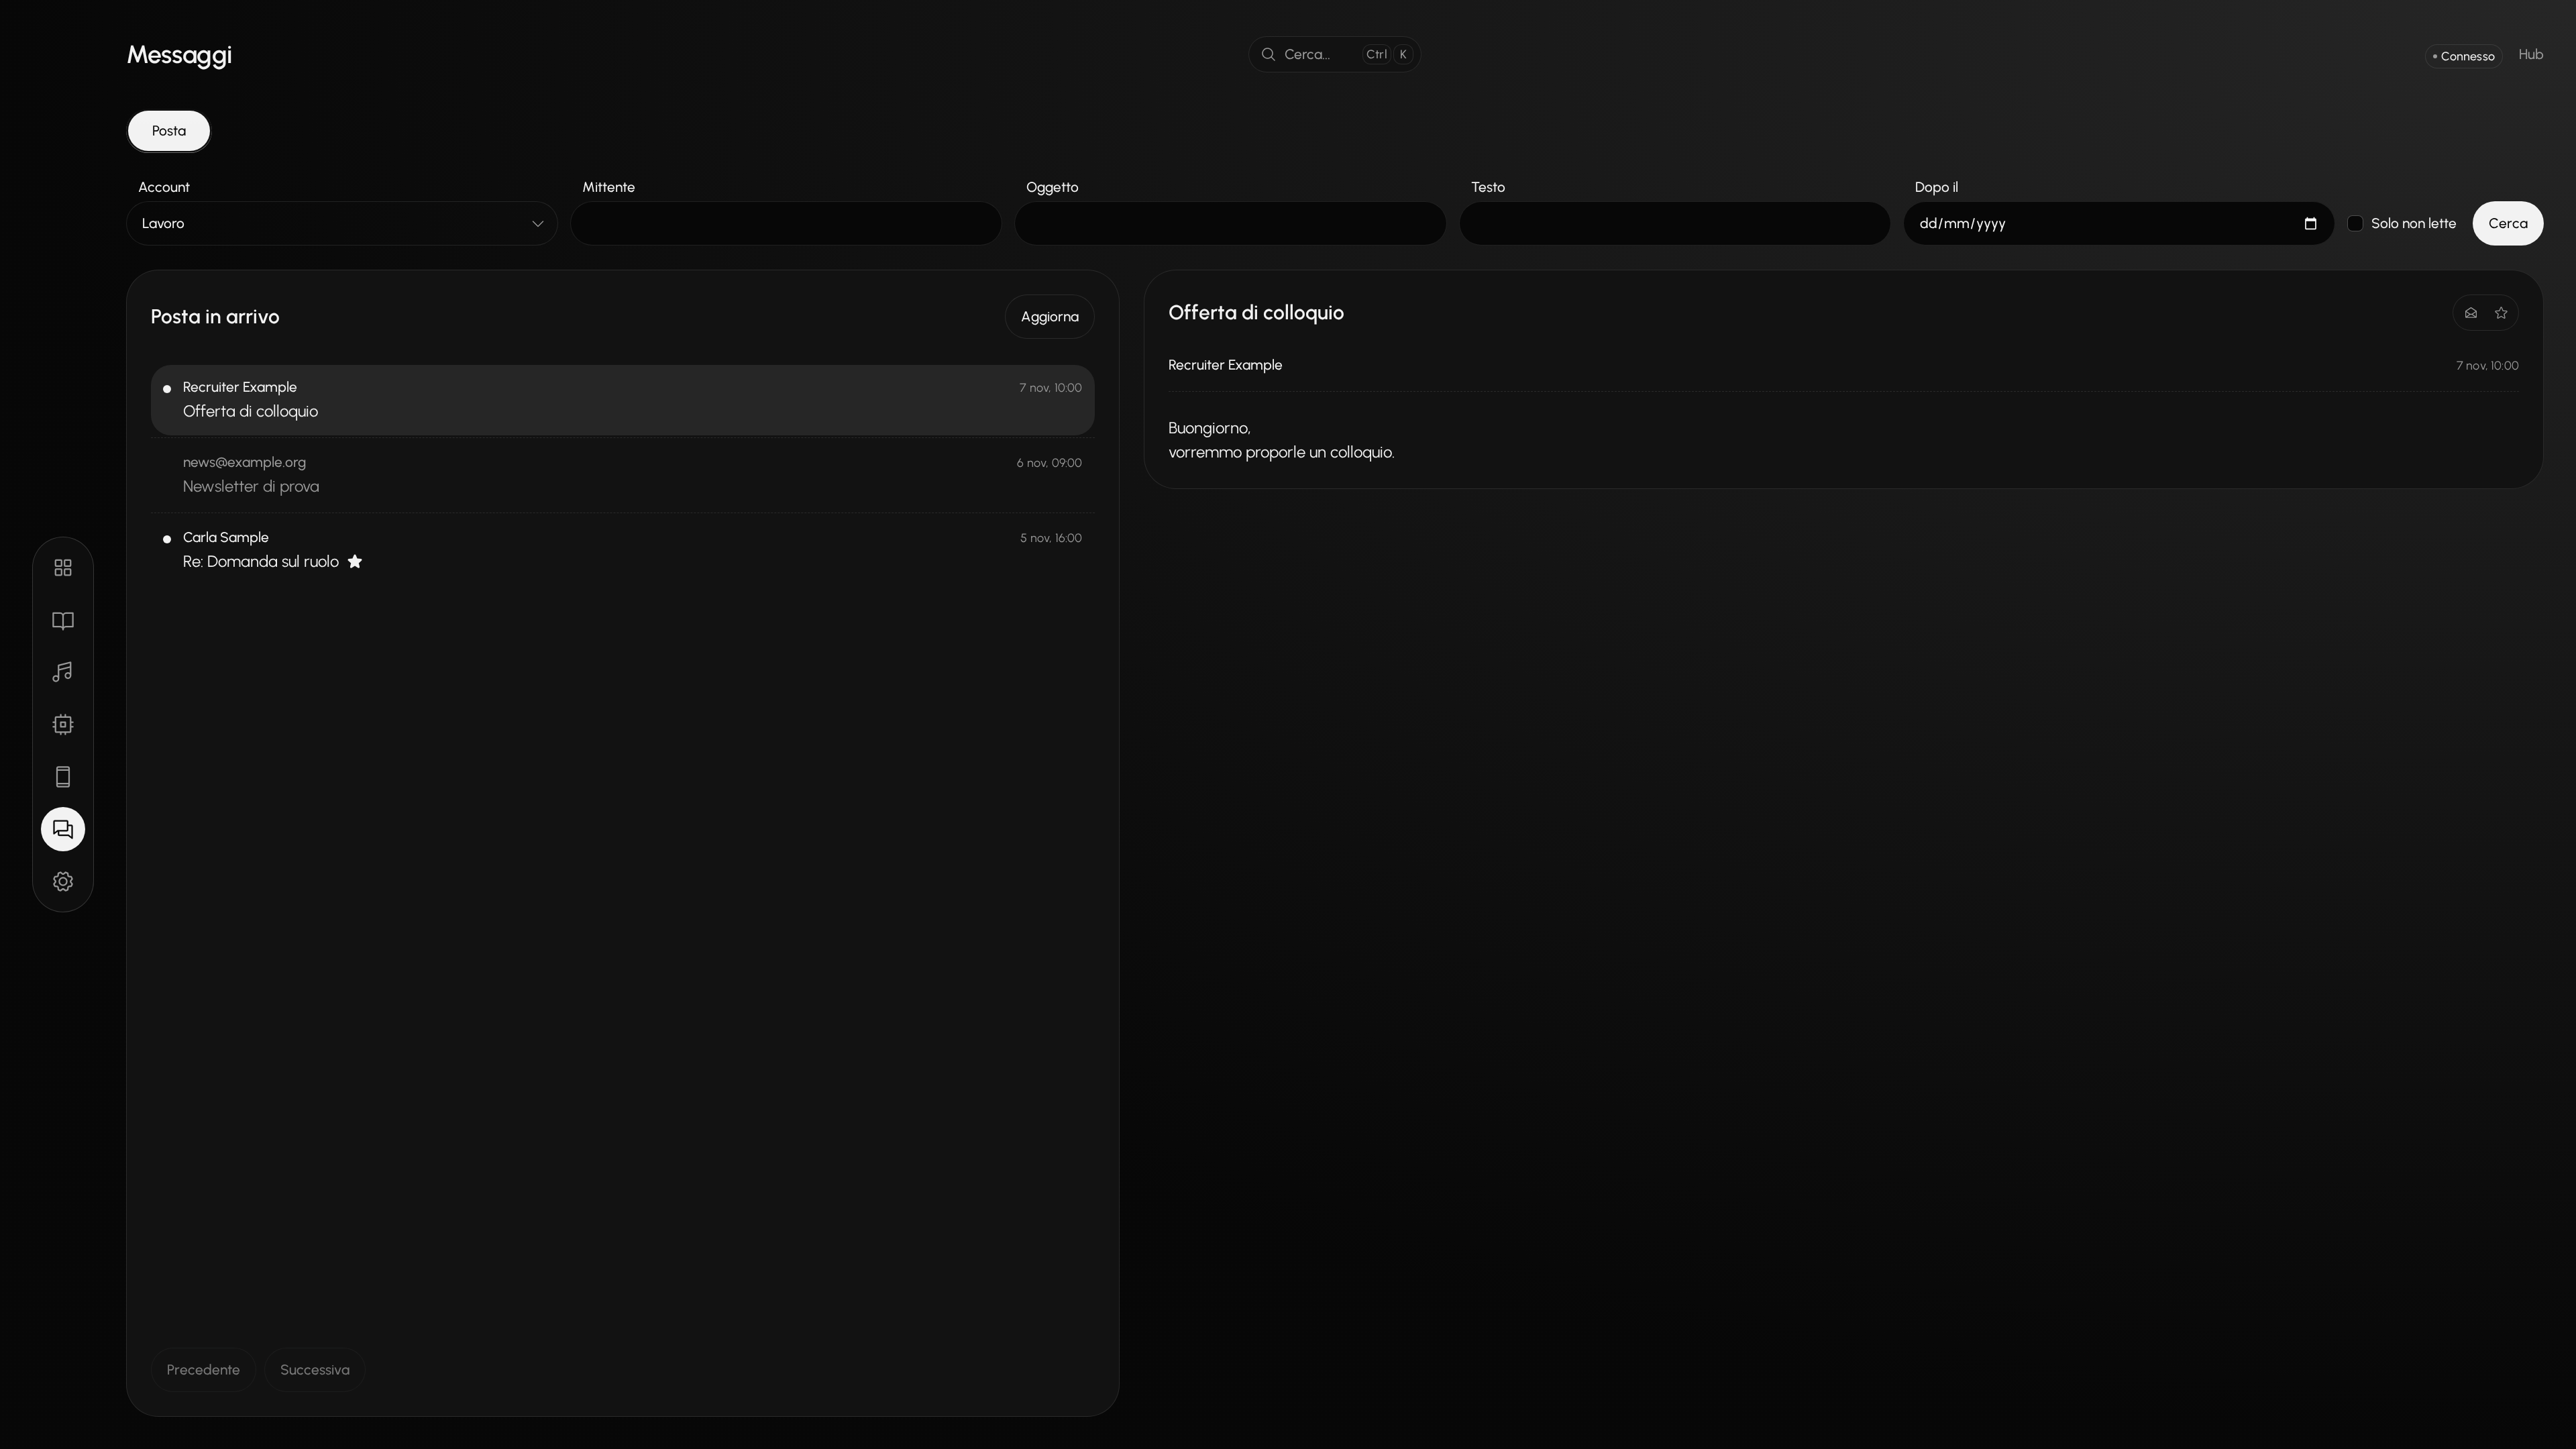 Messaggi
Cerca...
Ctrl K
Connesso
Hub
Posta
Account
Mittente
Oggetto
Testo
Dopo il
Lavoro
dd/mm/yyyy
Solo non lette
Cerca
Posta in arrivo
Aggiorna
Recruiter Example
7 nov, 10:00
Offerta di colloquio
news@example.org
6 nov, 09:00
Newsletter di prova
Carla Sample
5 nov, 16:00
Re: Domanda sul ruolo
Precedente
Successiva
Offerta di colloquio
Recruiter Example
7 nov, 10:00
Buongiorno,
vorremmo proporle un colloquio.